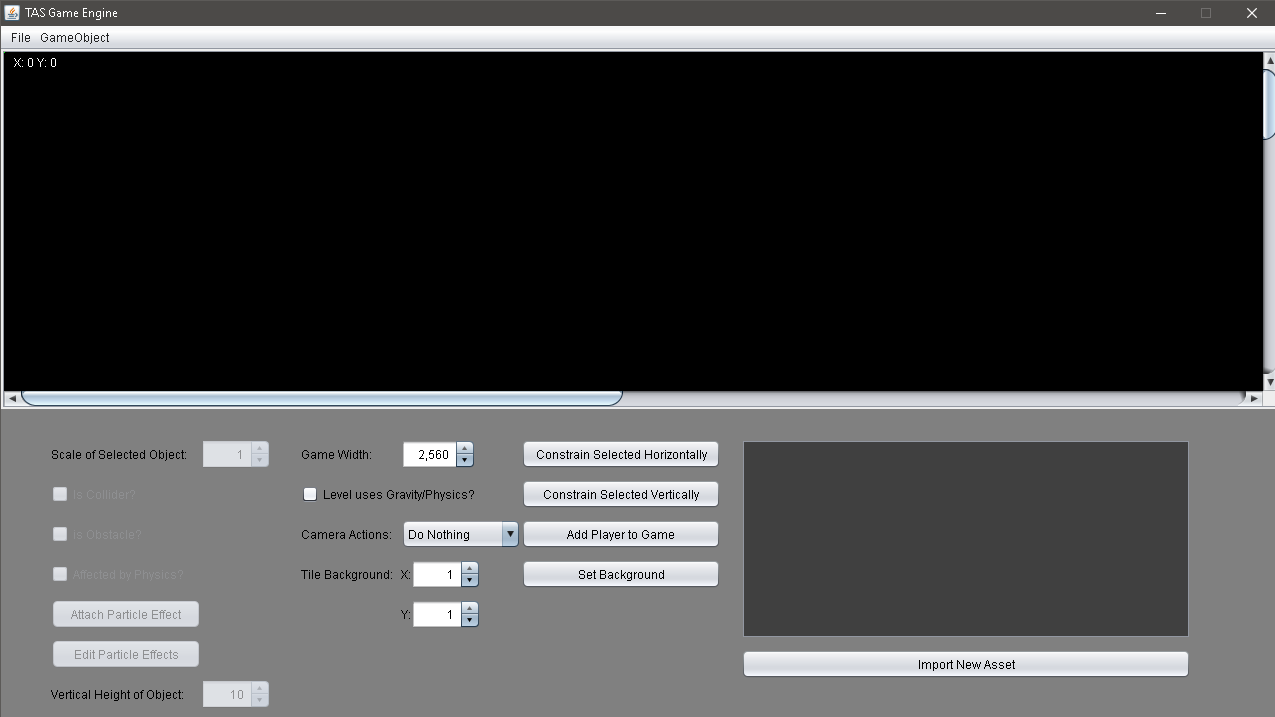 TAS Game Engine
File GameObject
X: 0 Y: 0
Scale of Selected Object: 1
Is Collider?
Is Obstacle?
Affected by Physics?
Attach Particle Effect
Edit Particle Effects
Vertical Height of Object: 10
Game Width: 2,560
Level uses Gravity/Physics?
Camera Actions: Do Nothing
Tile Background: X: 1
Y: 1
Constrain Selected Horizontally
Constrain Selected Vertically
Add Player to Game
Set Background
Import New Asset